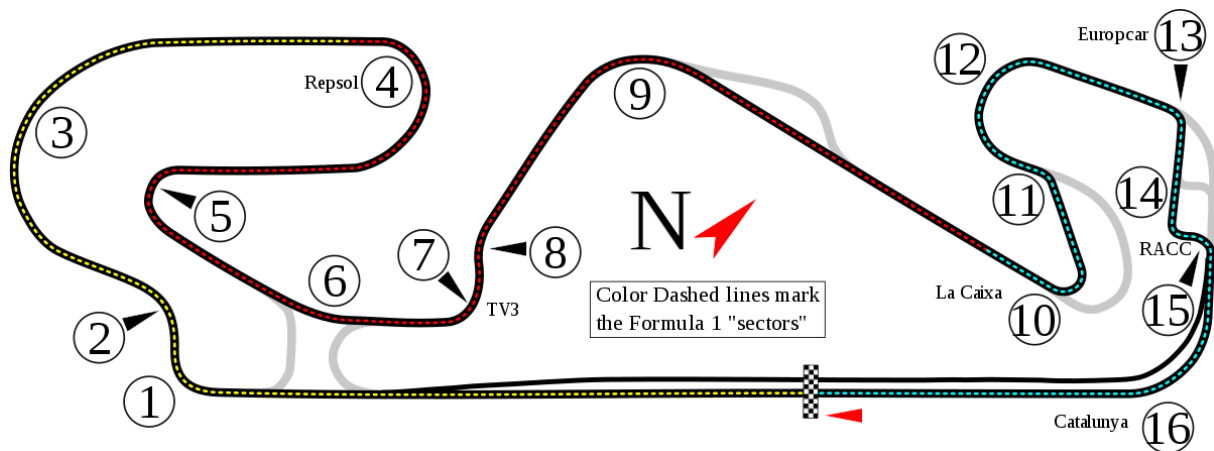 Europcar
13
12
4
Repsol
9
3
14
11
5
N
8
7
RACC
6
TV3
Color Dashed lines mark
the Formula 1 "sectors"
La Caixa
10
15
2
1
Catalunya
16